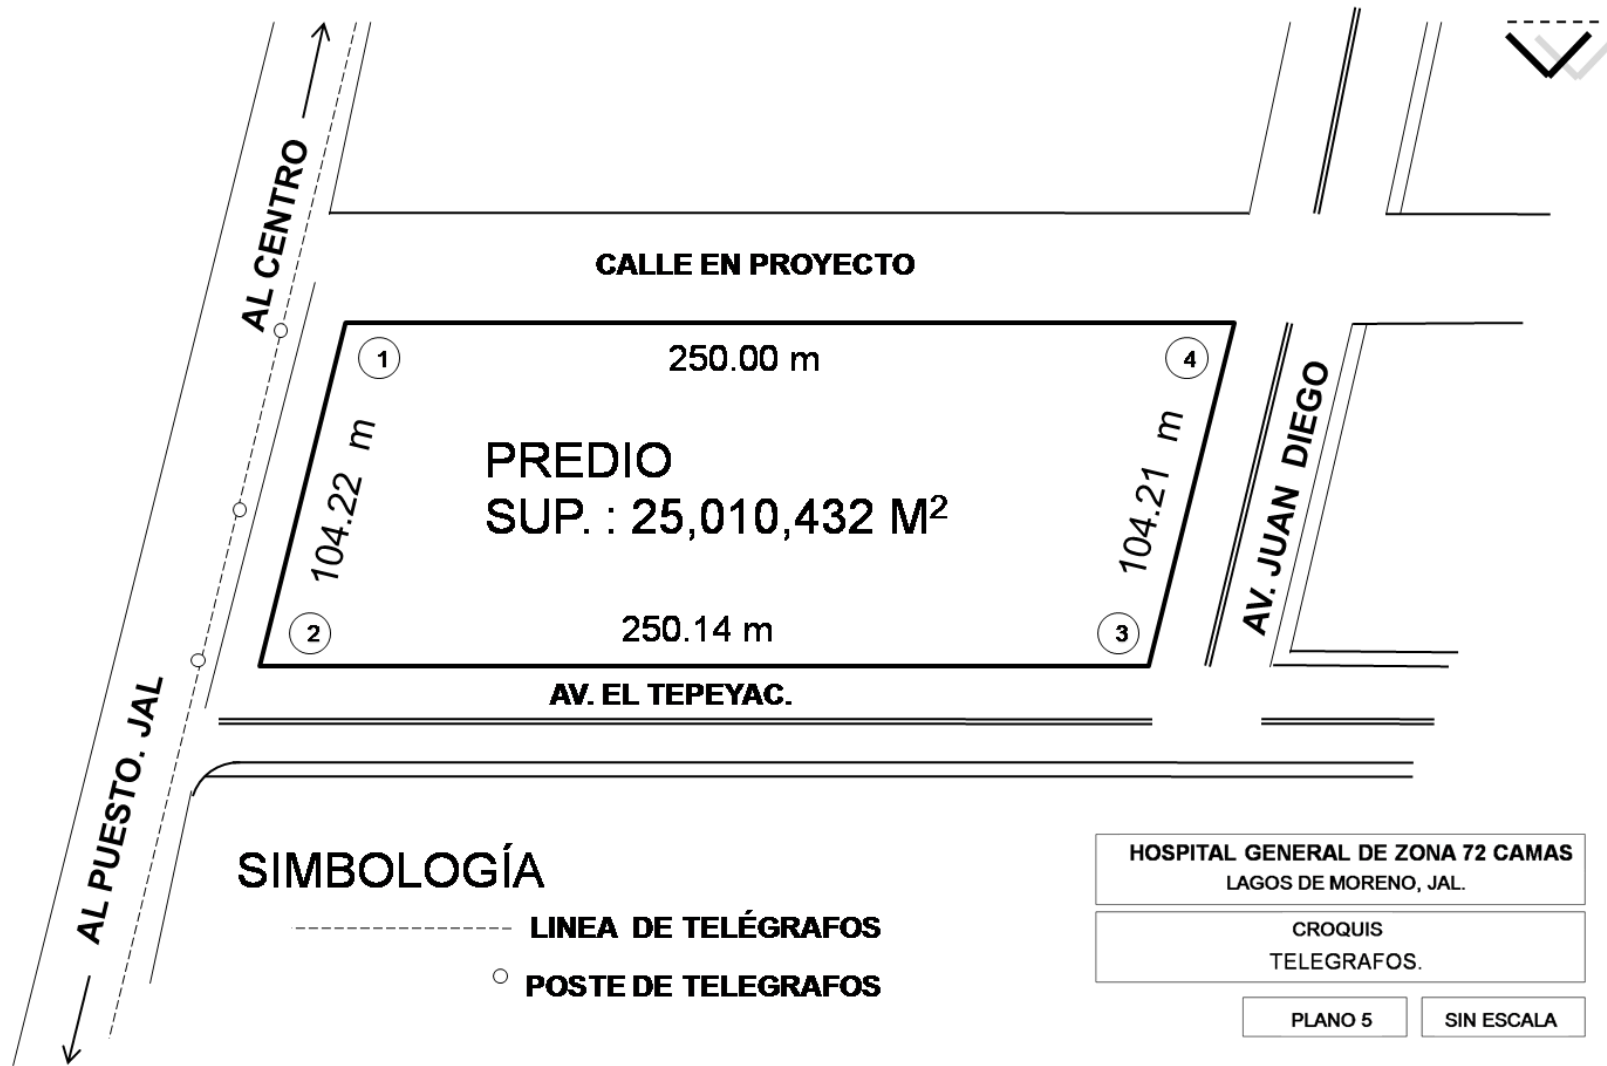 AL CENTRO
CALLE EN PROYECTO
1
250.00 m
4
104.22 m
PREDIO
SUP. : 25,010,432 M²
104.21 m
AV. JUAN DIEGO
2
250.14 m
3
AV. EL TEPEYAC.
AL PUESTO. JAL
SIMBOLOGÍA
LINEA DE TELÉGRAFOS
POSTE DE TELEGRAFOS
HOSPITAL GENERAL DE ZONA 72 CAMAS
LAGOS DE MORENO, JAL.
CROQUIS
TELEGRAFOS.
PLANO 5
SIN ESCALA